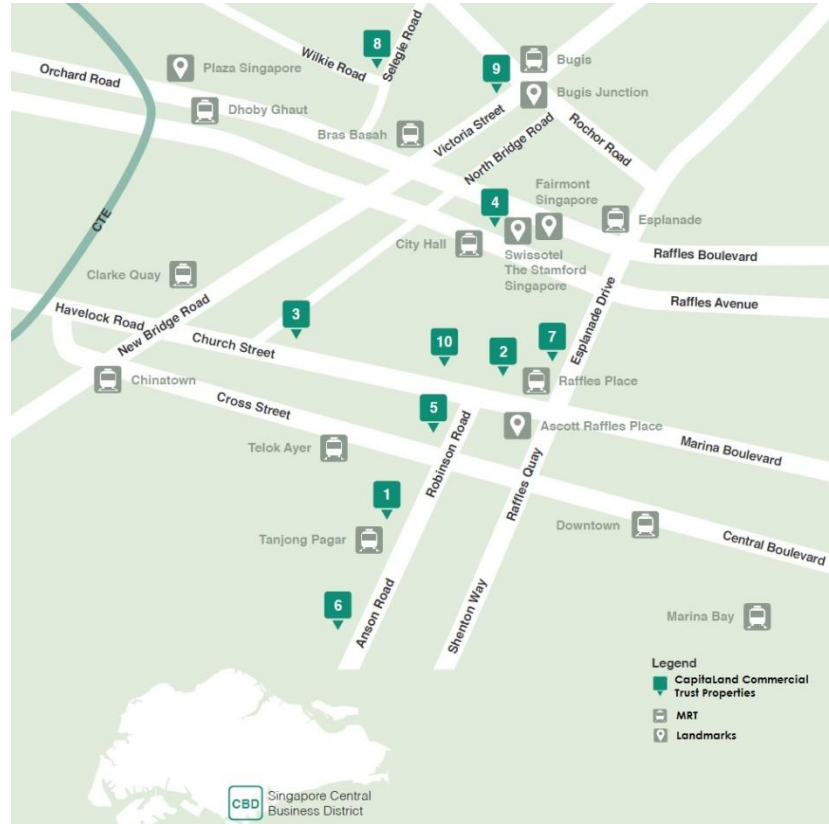 8
Wilkie Road
Selegie Road
Plaza Singapore
Orchard Road
Dhoby Ghaut
Bras Basah
9
Bugis
Bugis Junction
Victoria Street
North Bridge Road
Rochor Road
CTE
4
Fairmont
Singapore
Esplanade
City Hall
Swissotel
The Stamford
Singapore
Raffles Boulevard
Raffles Avenue
Clarke Quay
Havelock Road
New Bridge Road
3
Church Street
10
2
7
Esplanade Drive
Raffles Place
Chinatown
Cross Street
5
Ascott Raffles Place
Marina Boulevard
Telok Ayer
Robinson Road
Raffles Quay
1
Tanjong Pagar
Downtown
Central Boulevard
6
Anson Road
Shenton Way
Marina Bay
Legend
CapitaLand Commercial
Trust Properties
MRT
Landmarks
CBD
Singapore Central
Business District